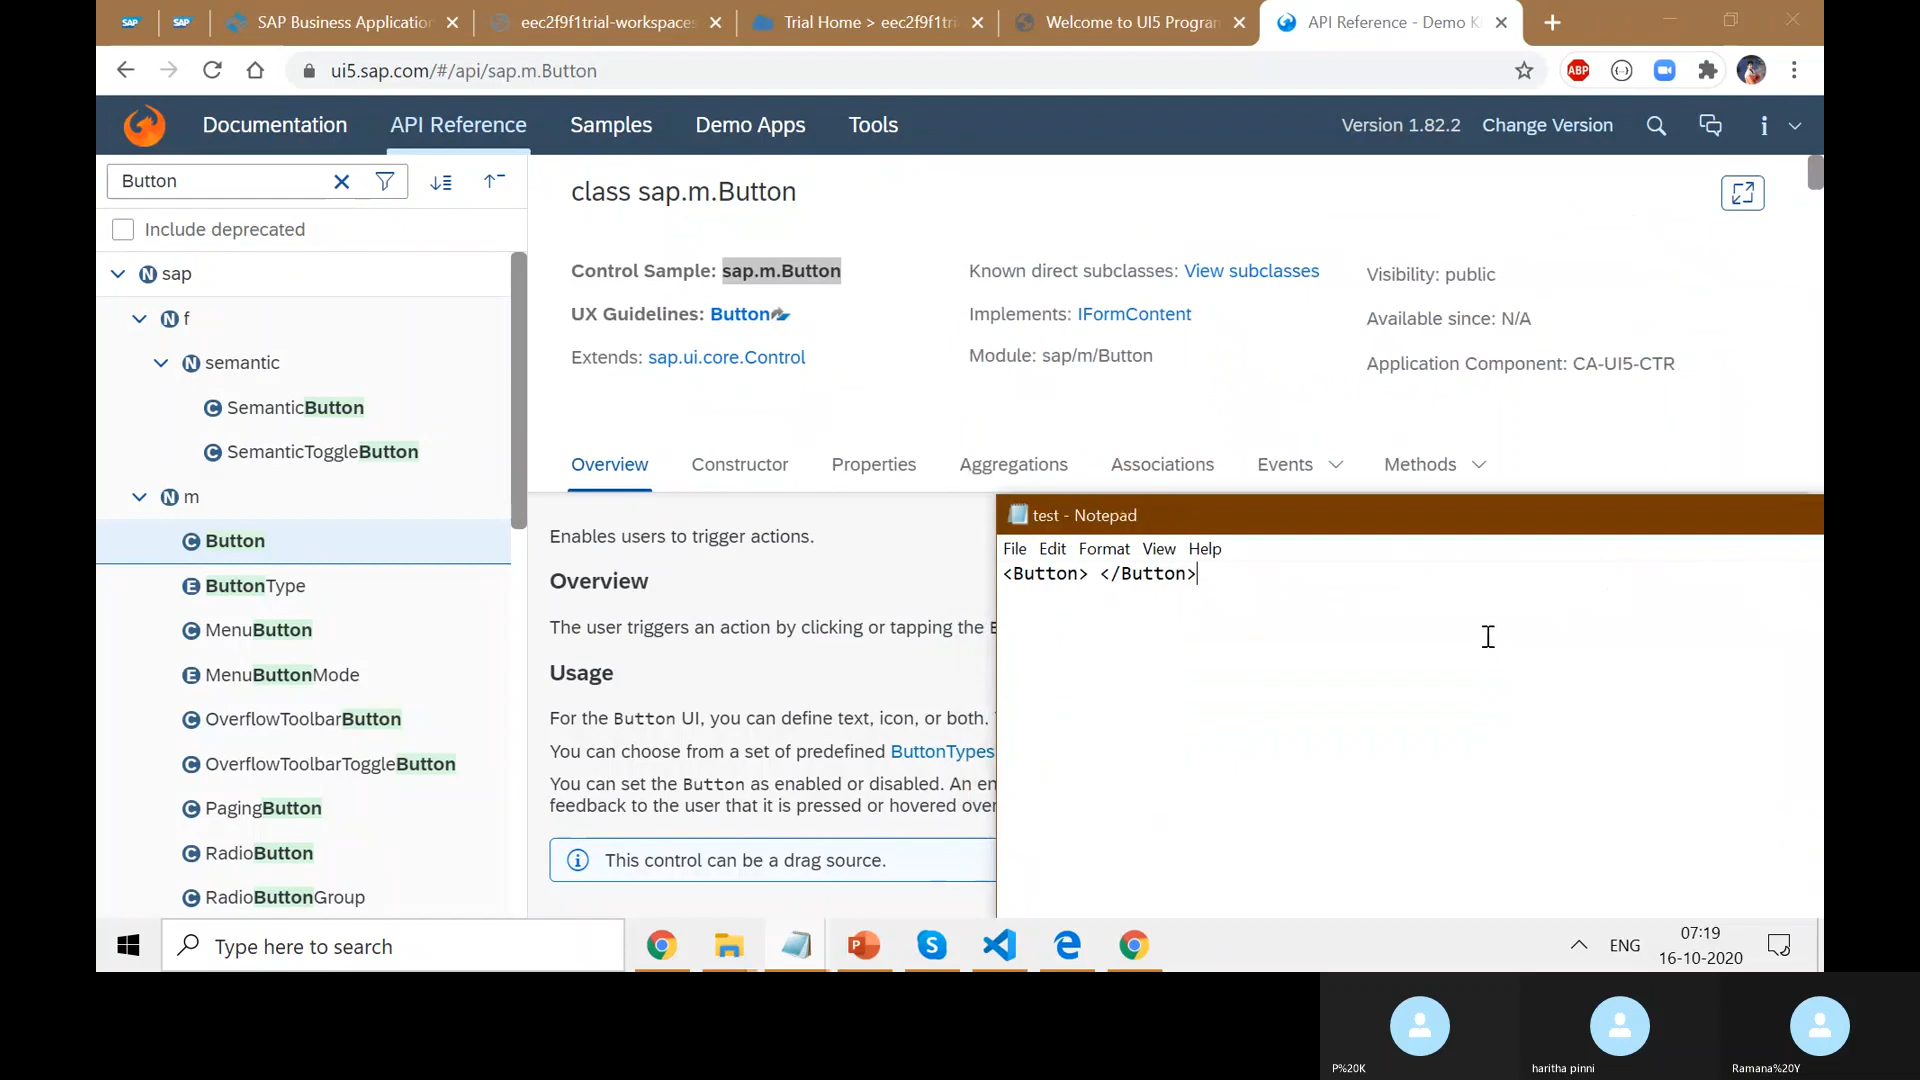 SAP
SAP
SAP Business Application
eec2f9f1trial-workspaces
Trial Home > eec2f9f1tri
Welcome to UI5 Progran
API Reference - Demo K
ui5.sap.com/#/api/sap.m.Button
ABP
Documentation
API Reference
Samples
Demo Apps
Tools
Version 1.82.2
Change Version
Button
Include deprecated
N sap
N f
N semantic
C SemanticButton
C SemanticToggleButton
N m
C Button
E ButtonType
C MenuButton
E MenuButtonMode
C OverflowToolbarButton
C OverflowToolbarToggleButton
C PagingButton
C RadioButton
C RadioButtonGroup
class sap.m.Button
Control Sample: sap.m.Button
UX Guidelines: Button
Extends: sap.ui.core.Control
Known direct subclasses: View subclasses
Implements: IFormContent
Module: sap/m/Button
Visibility: public
Available since: N/A
Application Component: CA-UI5-CTR
Overview
Constructor
Properties
Aggregations
Associations
Events
Methods
Enables users to trigger actions.
Overview
The user triggers an action by clicking or tapping the
Usage
For the Button UI, you can define text, icon, or both.
You can choose from a set of predefined ButtonTypes
You can set the Button as enabled or disabled. An en
feedback to the user that it is pressed or hovered over
This control can be a drag source.
test - Notepad
File Edit Format View Help
<Button> </Button>
Type here to search
ENG
07:19
16-10-2020
P%20K
haritha pinni
Ramana%20Y